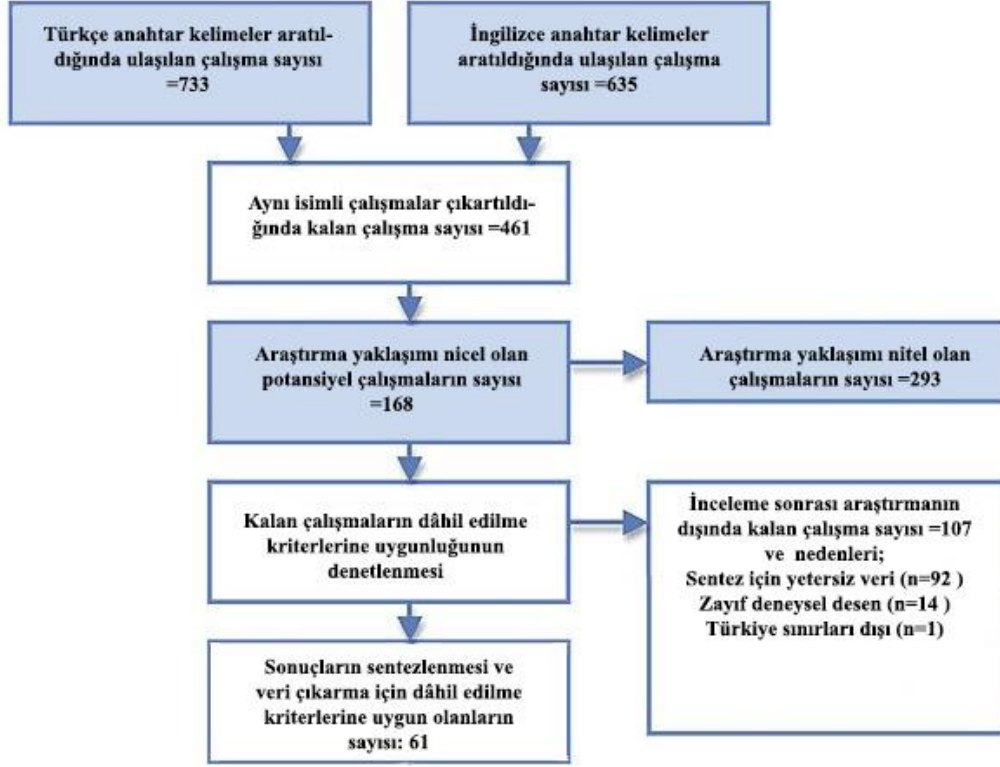 Türkçe anahtar kelimeler aratıl-
dığında ulaşılan çalışma sayısı
=733
İngilizce anahtar kelimeler
aratıldığında ulaşılan çalışma
sayısı =635
Aynı isimli çalışmalar çıkartıldı-
ğında kalan çalışma sayısı =461
Araştırma yaklaşımı nicel olan
potansiyel çalışmaların sayısı
=168
Araştırma yaklaşımı nitel olan
çalışmaların sayısı =293
Kalan çalışmaların dâhil edilme
kriterlerine uygunluğunun
denetlenmesi
İnceleme sonrası araştırmanın
dışında kalan çalışma sayısı =107
ve nedenleri;
Sentez için yetersiz veri (n=92 )
Zayıf deneysel desen (n=14 )
Türkiye sınırları dışı (n=1)
Sonuçların sentezlenmesi ve
veri çıkarma için dâhil edilme
kriterlerine uygun olanların
sayısı: 61